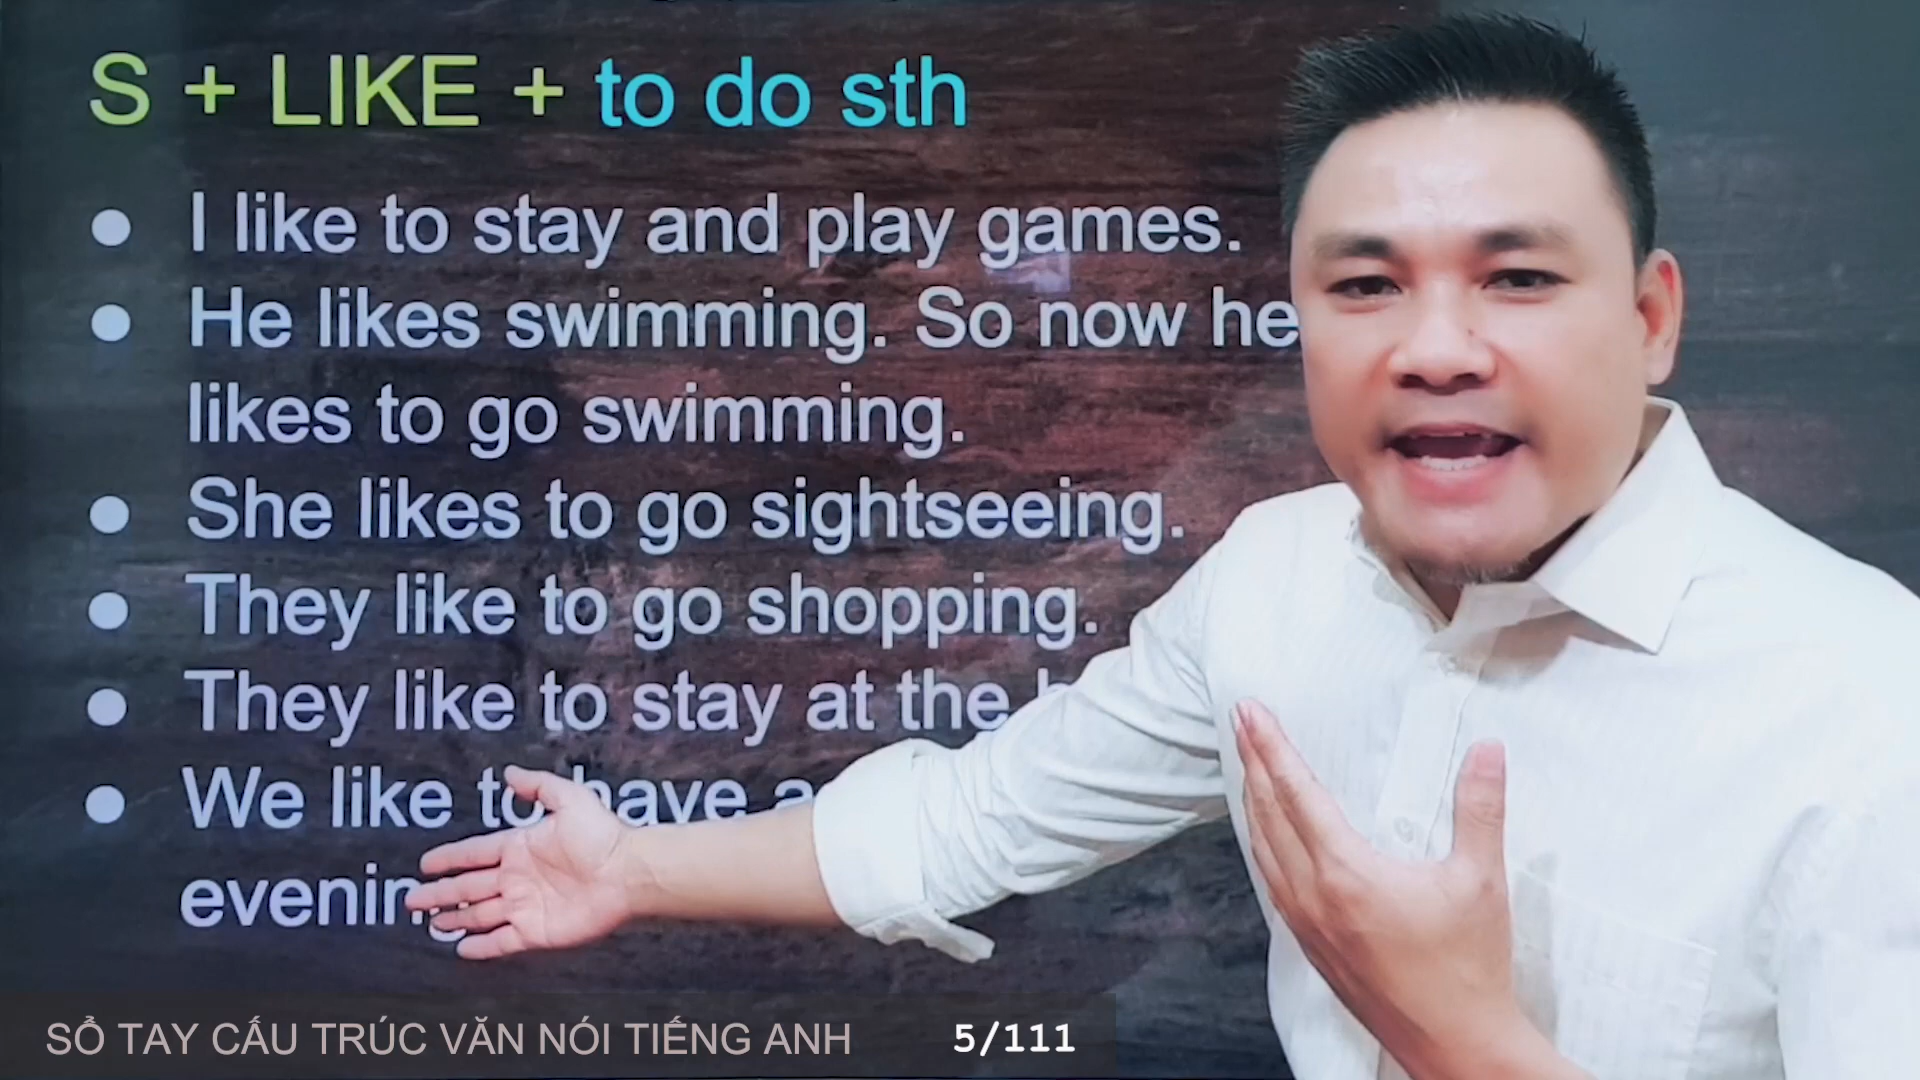 S + LIKE + to do sth
● I like to stay and play games.
● He likes swimming. So now he
likes to go swimming.
● She likes to go sightseeing.
● They like to go shopping.
● They like to stay at the
● We like to have
SỔ TAY CẤU TRÚC VĂN NÓI TIẾNG ANH
5/111